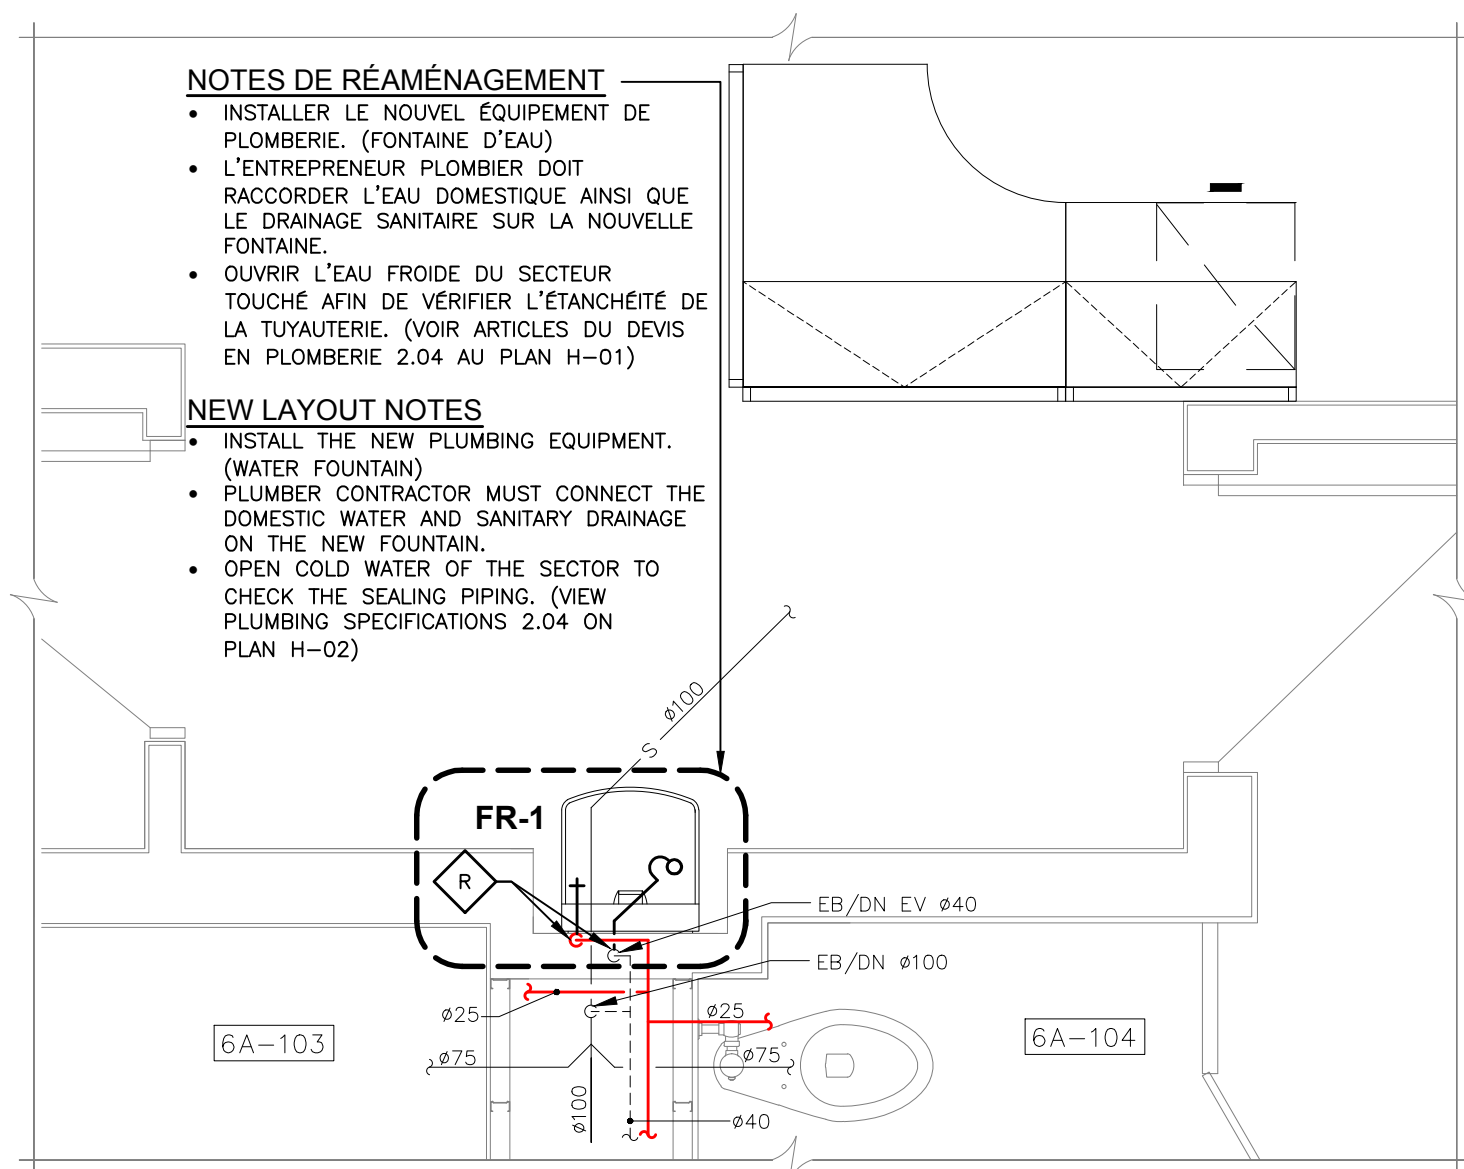 NOTES DE RÉAMÉNAGEMENT
• INSTALLER LE NOUVEL ÉQUIPEMENT DE
PLOMBERIE. (FONTAINE D'EAU)
• L'ENTREPRENEUR PLOMBIER DOIT
RACCORDER L'EAU DOMESTIQUE AINSI QUE
LE DRAINAGE SANITAIRE SUR LA NOUVELLE
FONTAINE.
• OUVRIR L'EAU FROIDE DU SECTEUR
TOUCHÉ AFIN DE VÉRIFIER L'ÉTANCHÉITÉ DE
LA TUYAUTERIE. (VOIR ARTICLES DU DEVIS
EN PLOMBERIE 2.04 AU PLAN H-01)
NEW LAYOUT NOTES
• INSTALL THE NEW PLUMBING EQUIPMENT.
(WATER FOUNTAIN)
• PLUMBER CONTRACTOR MUST CONNECT THE
DOMESTIC WATER AND SANITARY DRAINAGE
ON THE NEW FOUNTAIN.
• OPEN COLD WATER OF THE SECTOR TO
CHECK THE SEALING PIPING. (VIEW
PLUMBING SPECIFICATIONS 2.04 ON
PLAN H-02)
S ø100
FR-1
R
EB/DN EV ø40
EB/DN ø100
ø25
ø25
6A-103
6A-104
ø75
ø75
ø100
ø40